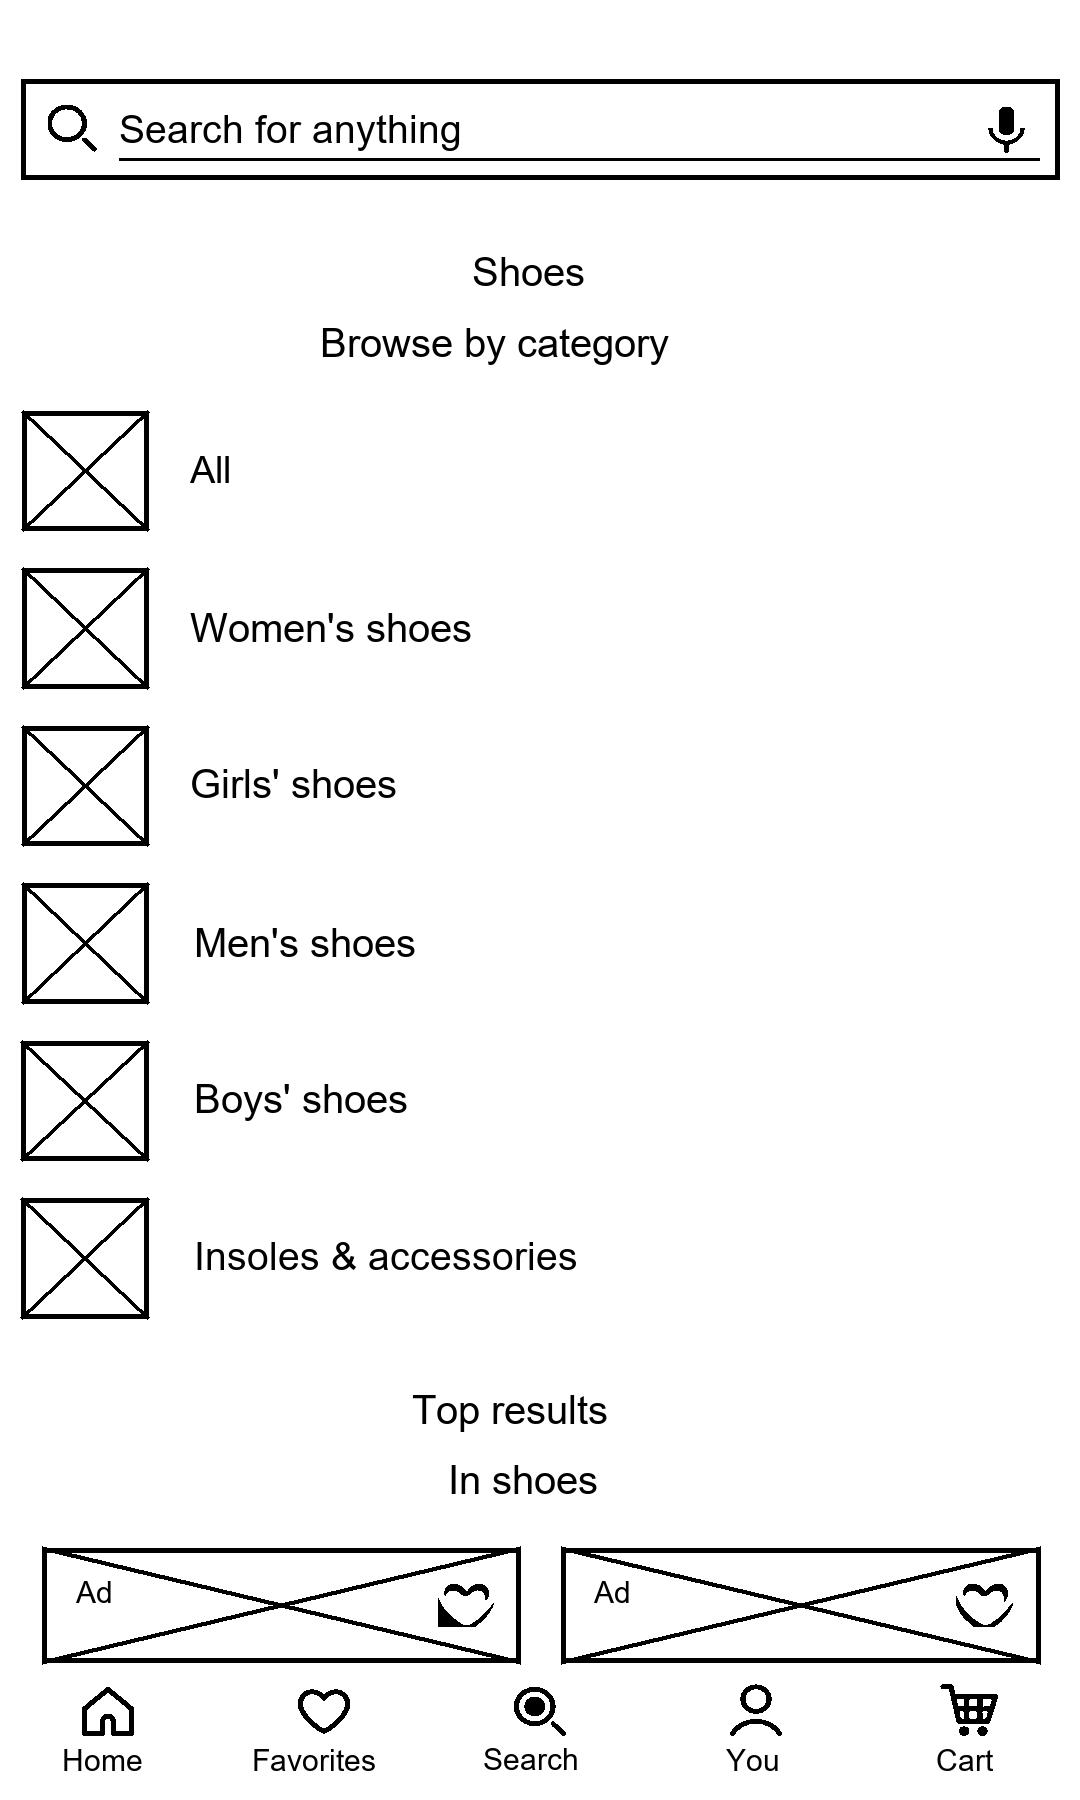 Search for anything
Shoes
Browse by category
All
Women's shoes
Girls' shoes
Men's shoes
Boys' shoes
Insoles & accessories
Top results
In shoes
Ad
Ad
Home
Favorites
Search
You
Cart